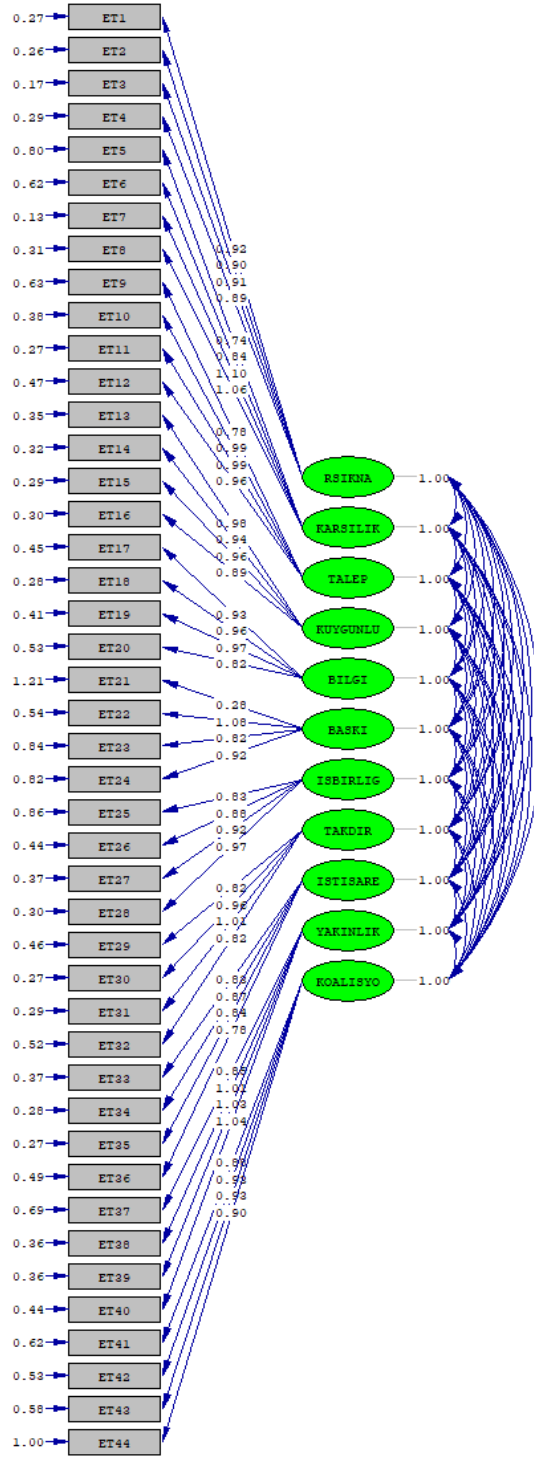 0.27 ET1
0.26 ET2
0.17 ET3
0.29 ET4
0.80 ET5
0.62 ET6
0.13 ET7
0.31 ET8
0.63 ET9
0.38 ET10
0.27 ET11
0.47 ET12
0.35 ET13
0.32 ET14
0.29 ET15
0.30 ET16
0.45 ET17
0.28 ET18
0.41 ET19
0.53 ET20
1.21 ET21
0.54 ET22
0.84 ET23
0.82 ET24
0.86 ET25
0.44 ET26
0.37 ET27
0.30 ET28
0.46 ET29
0.27 ET30
0.29 ET31
0.52 ET32
0.37 ET33
0.28 ET34
0.27 ET35
0.49 ET36
0.69 ET37
0.36 ET38
0.36 ET39
0.44 ET40
0.62 ET41
0.53 ET42
0.58 ET43
1.00 ET44
0.92
0.90
0.91
0.89
0.74
0.84
1.10
1.06
0.78
0.99
0.99
0.96
0.98
0.94
0.96
0.89
0.93
0.96
0.97
0.82
0.28
1.08
0.82
0.92
0.83
0.88
0.92
0.97
0.82
0.96
1.01
0.82
0.87
0.84
0.78
1.01
1.03
1.04
0.93
0.93
0.90
RSIKNA 1.00
KARSILIK 1.00
TALEP 1.00
KUYGUNLU 1.00
BILGI 1.00
BASKI 1.00
ISBIRLIG 1.00
TAKDIR 1.00
ISTISARE 1.00
YAKINLIK 1.00
KOALISYO 1.00